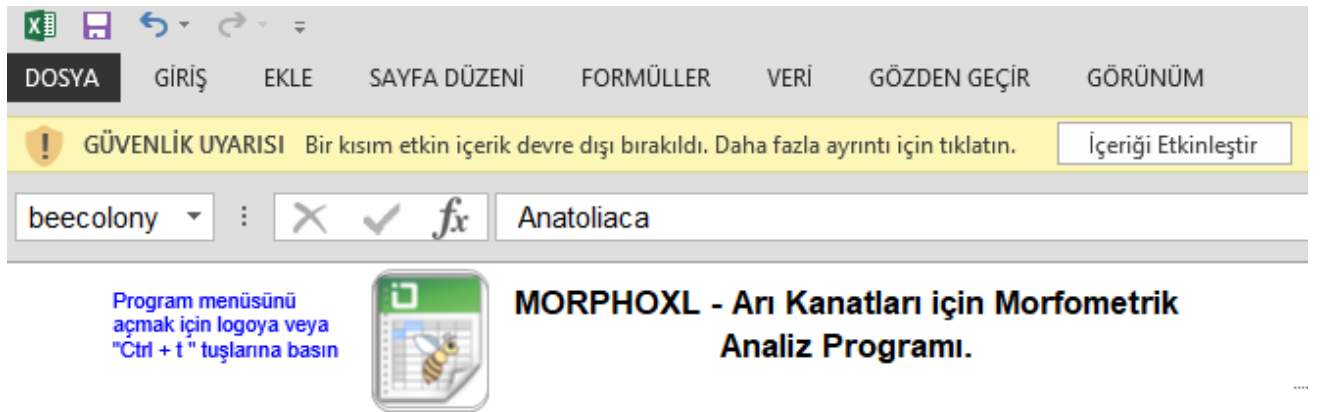 DOSYA GİRİŞ EKLE SAYFA DÜZENİ FORMÜLLER VERİ GÖZDEN GEÇİR GÖRÜNÜM
GÜVENLİK UYARISI Bir kısım etkin içerik devre dışı bırakıldı. Daha fazla ayrıntı için tıklatın. İçeriği Etkinleştir
beecolony fx Anatoliaca
Program menüsünü
açmak için logoya veya
"Ctrl + t " tuşlarına basın
MORPHOXL - Arı Kanatları için Morfometrik
Analiz Programı.